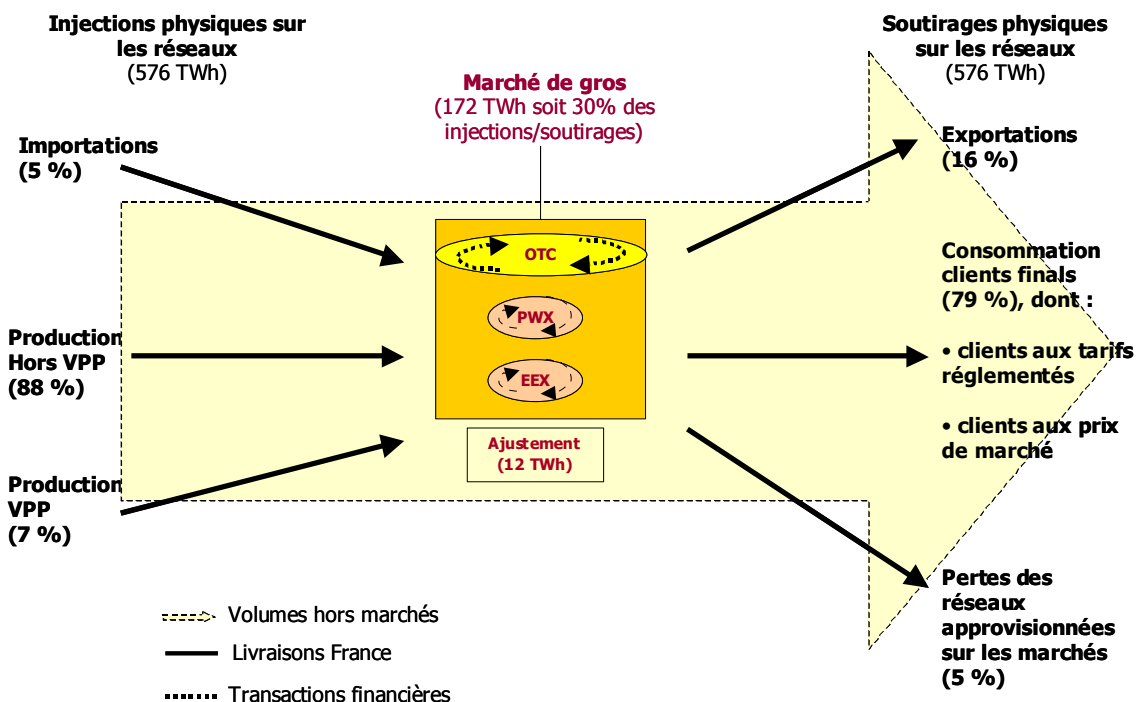 Injections physiques sur
les réseaux
(576 TWh)
Soutirages physiques
sur les réseaux
(576 TWh)
Marché de gros
(172 TWh soit 30% des
injections/soutirages)
Importations
(5 %)
Exportations
(16 %)
OTC
PWX
EEX
Ajustement
(12 TWh)
Production
Hors VPP
(88 %)
Consommation
clients finals
(79 %), dont :
• clients aux tarifs
réglementés
• clients aux prix
de marché
Production
VPP
(7 %)
Pertes des
réseaux
approvisionnées
sur les marchés
(5 %)
Volumes hors marchés
Livraisons France
Transactions financières